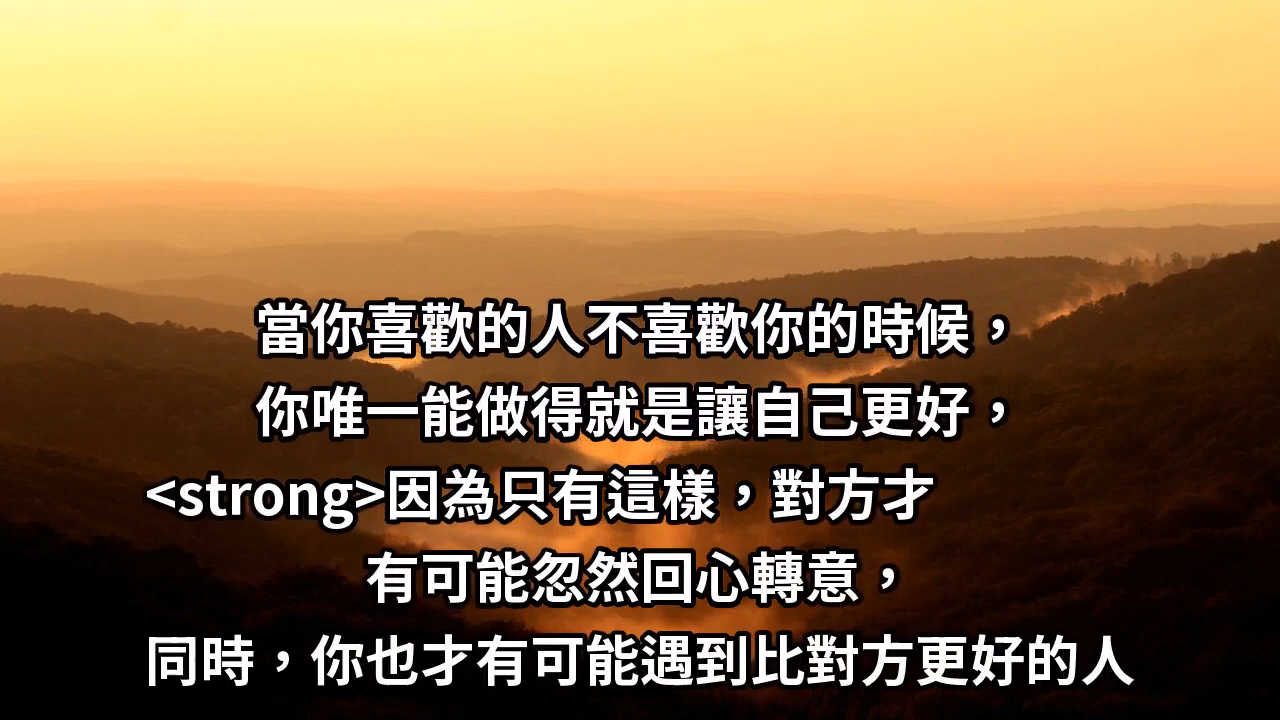 當你喜歡的人不喜歡你的時候，
你唯一能做得就是讓自己更好，
<strong>因為只有這樣，對方才
有可能忽然回心轉意，
同時，你也才有可能遇到比對方更好的人